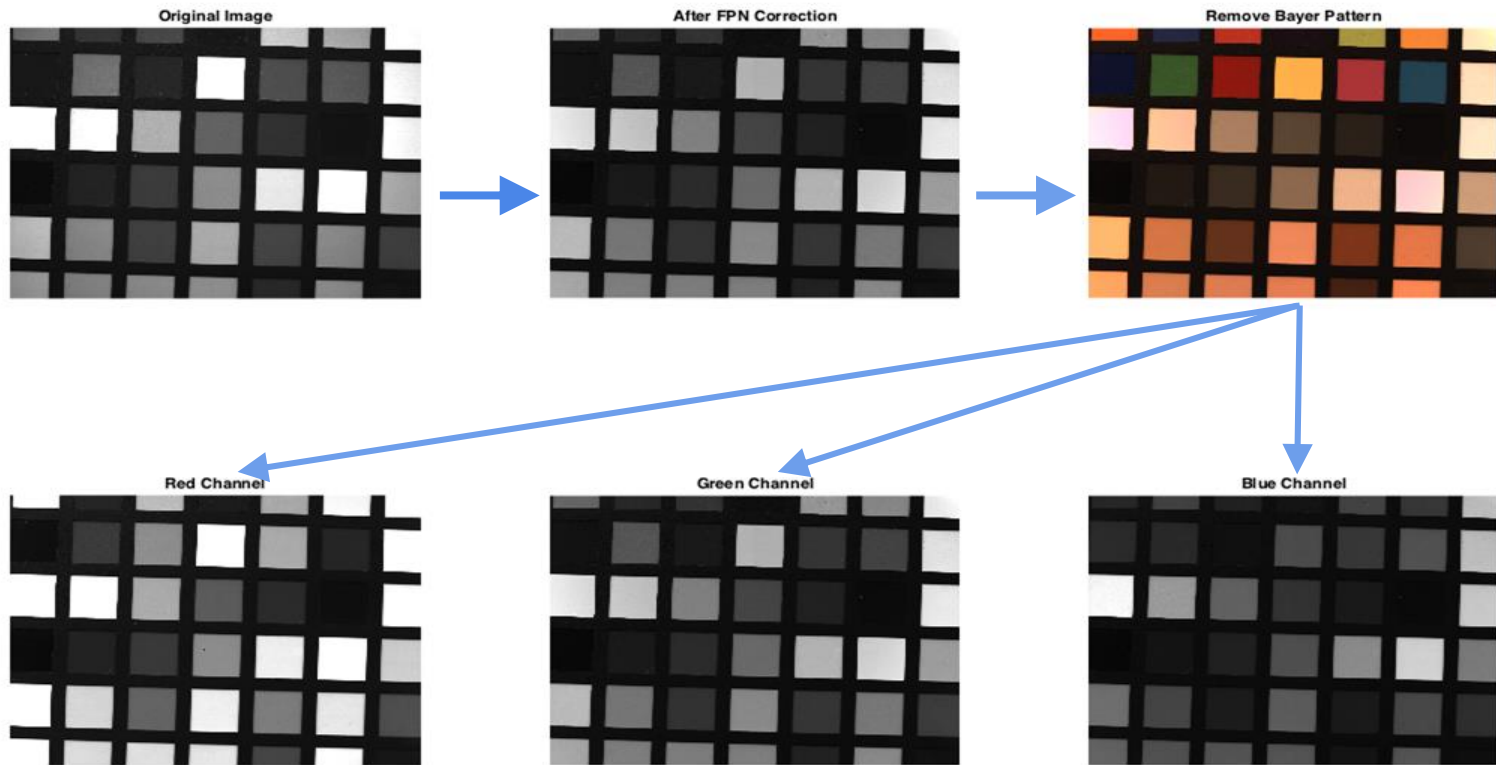 Original Image
After FPN Correction
Remove Bayer Pattern
Red Channel
Green Channel
Blue Channel